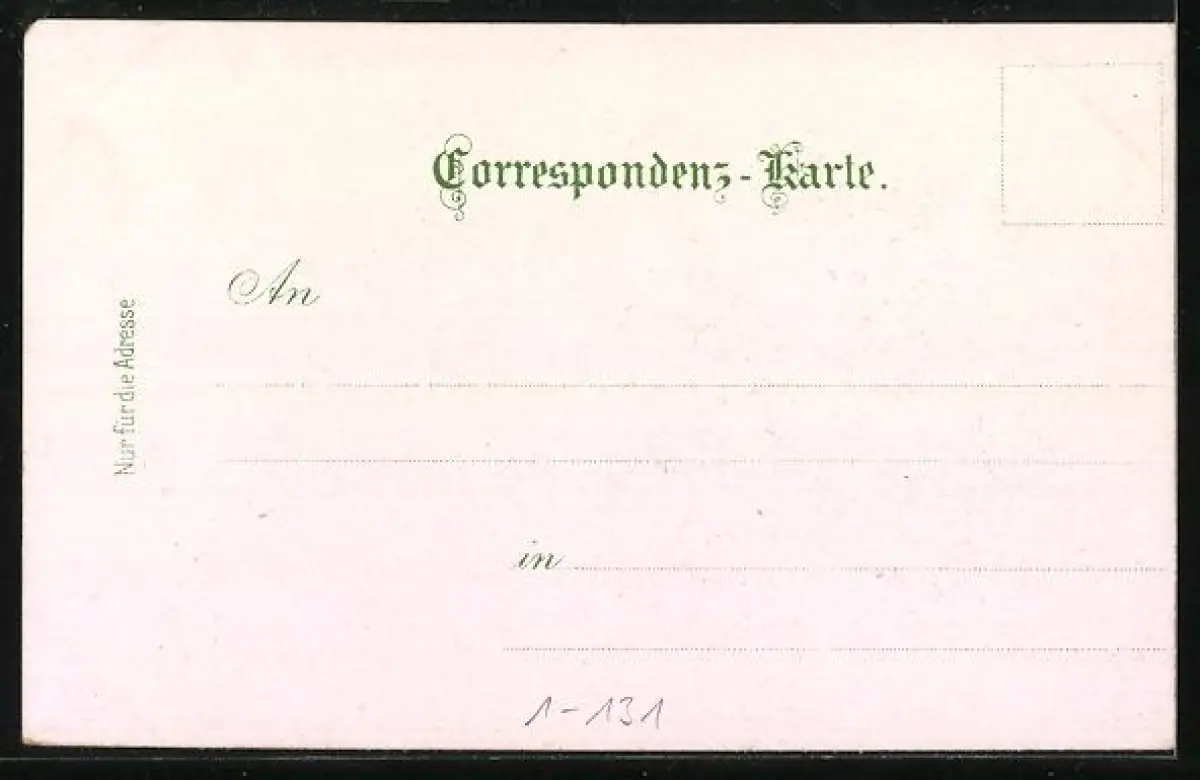 Correspondenz-Karte.
An
Nur für die Adresse
in
1-131